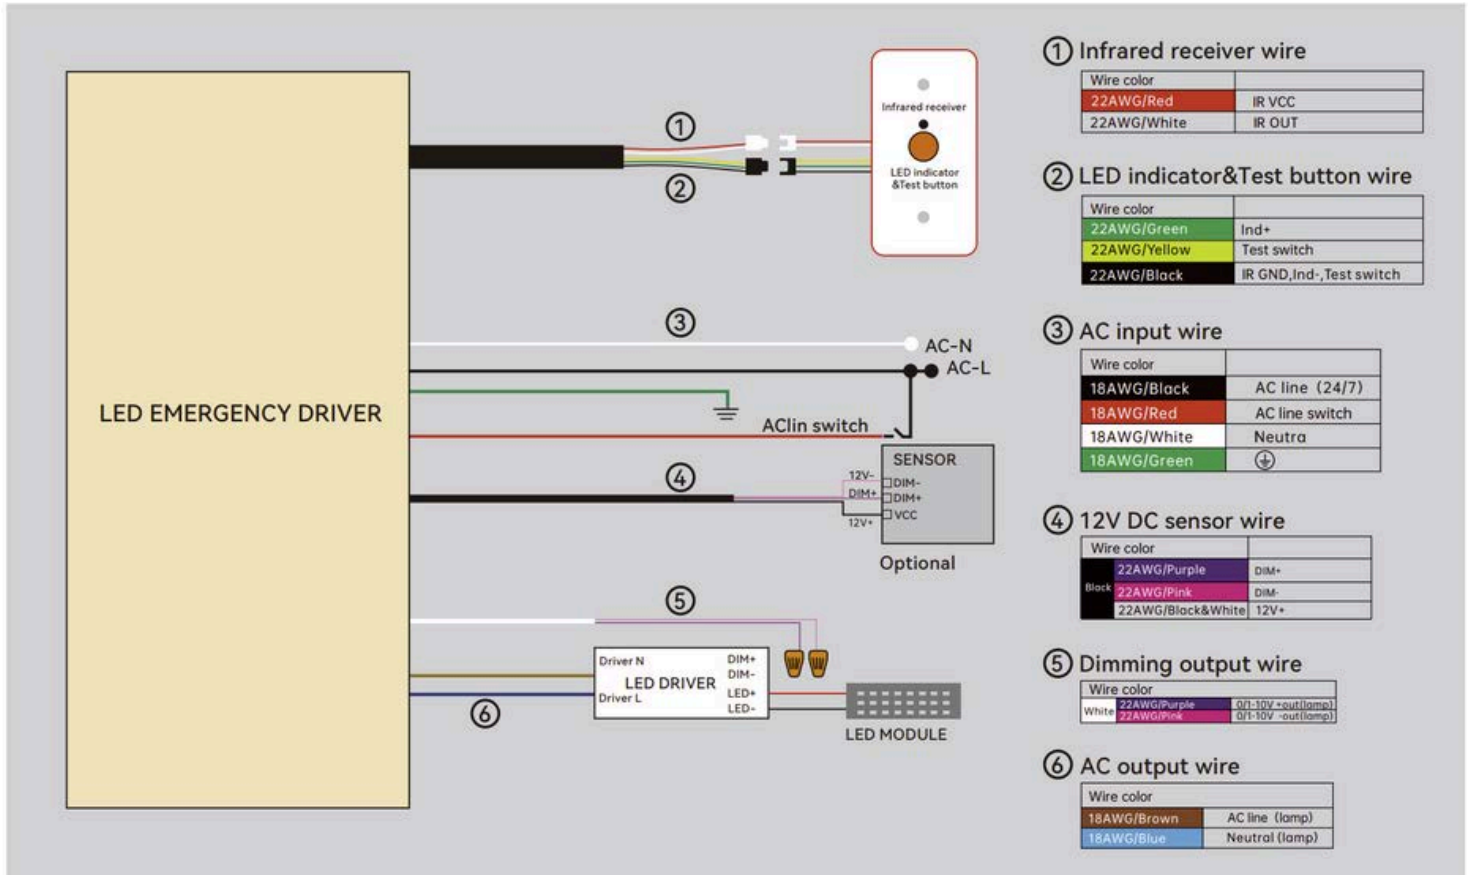 LED EMERGENCY DRIVER
①
②
Infrared receiver
LED indicator
&Test button
③
AC-N
AC-L
AClin switch
④
12V-
DIM+
12V+
SENSOR
DIM-
DIM+
VCC
Optional
⑤
⑥
Driver N
Driver L
LED DRIVER
DIM+
DIM-
LED+
LED-
LED MODULE
① Infrared receiver wire
Wire color
22AWG/Red IR VCC
22AWG/White IR OUT
② LED indicator&Test button wire
Wire color
22AWG/Green Ind+
22AWG/Yellow Test switch
22AWG/Black IR GND,Ind-,Test switch
③ AC input wire
Wire color
18AWG/Black AC line (24/7)
18AWG/Red AC line switch
18AWG/White Neutra
18AWG/Green
④ 12V DC sensor wire
Wire color
Black
22AWG/Purple DIM+
22AWG/Pink DIM-
22AWG/Black&White 12V+
⑤ Dimming output wire
Wire color
White
22AWG/Purple 0/1-10V +out(lamp)
22AWG/Pink 0/1-10V -out(lamp)
⑥ AC output wire
Wire color
18AWG/Brown AC line (lamp)
18AWG/Blue Neutral (lamp)